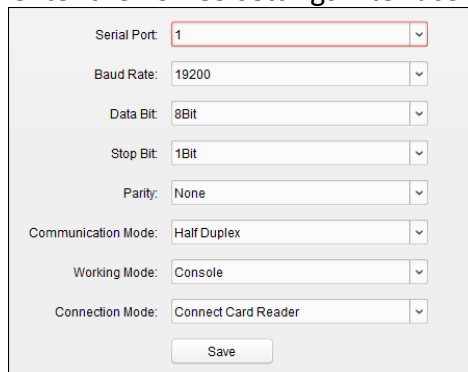 Serial Port: 1
Baud Rate: 19200
Data Bit: 8Bit
Stop Bit: 1Bit
Parity: None
Communication Mode: Half Duplex
Working Mode: Console
Connection Mode: Connect Card Reader
Save